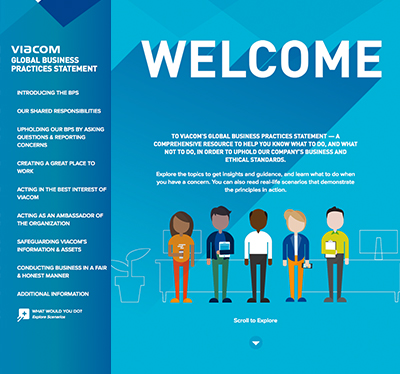 VIACOM
GLOBAL BUSINESS
PRACTICES STATEMENT
INTRODUCING THE BPS
OUR SHARED RESPONSIBILITIES
UPHOLDING OUR BPS BY ASKING
QUESTIONS & REPORTING
CONCERNS
CREATING A GREAT PLACE TO
WORK
ACTING IN THE BEST INTEREST OF
VIACOM
ACTING AS AN AMBASSADOR OF
THE ORGANIZATION
SAFEGUARDING VIACOM'S
INFORMATION & ASSETS
CONDUCTING BUSINESS IN A FAIR
& HONEST MANNER
ADDITIONAL INFORMATION
WHAT WOULD YOU DO?
Explore Scenarios
WELCOME
TO VIACOM'S GLOBAL BUSINESS PRACTICES STATEMENT — A
COMPREHENSIVE RESOURCE TO HELP YOU KNOW WHAT TO DO, AND WHAT
NOT TO DO, IN ORDER TO UPHOLD OUR COMPANY'S BUSINESS AND
ETHICAL STANDARDS.
Explore the topics to get insights and guidance, and learn what to do when
you have a concern. You can also read real-life scenarios that demonstrate
the principles in action.
Scroll to Explore